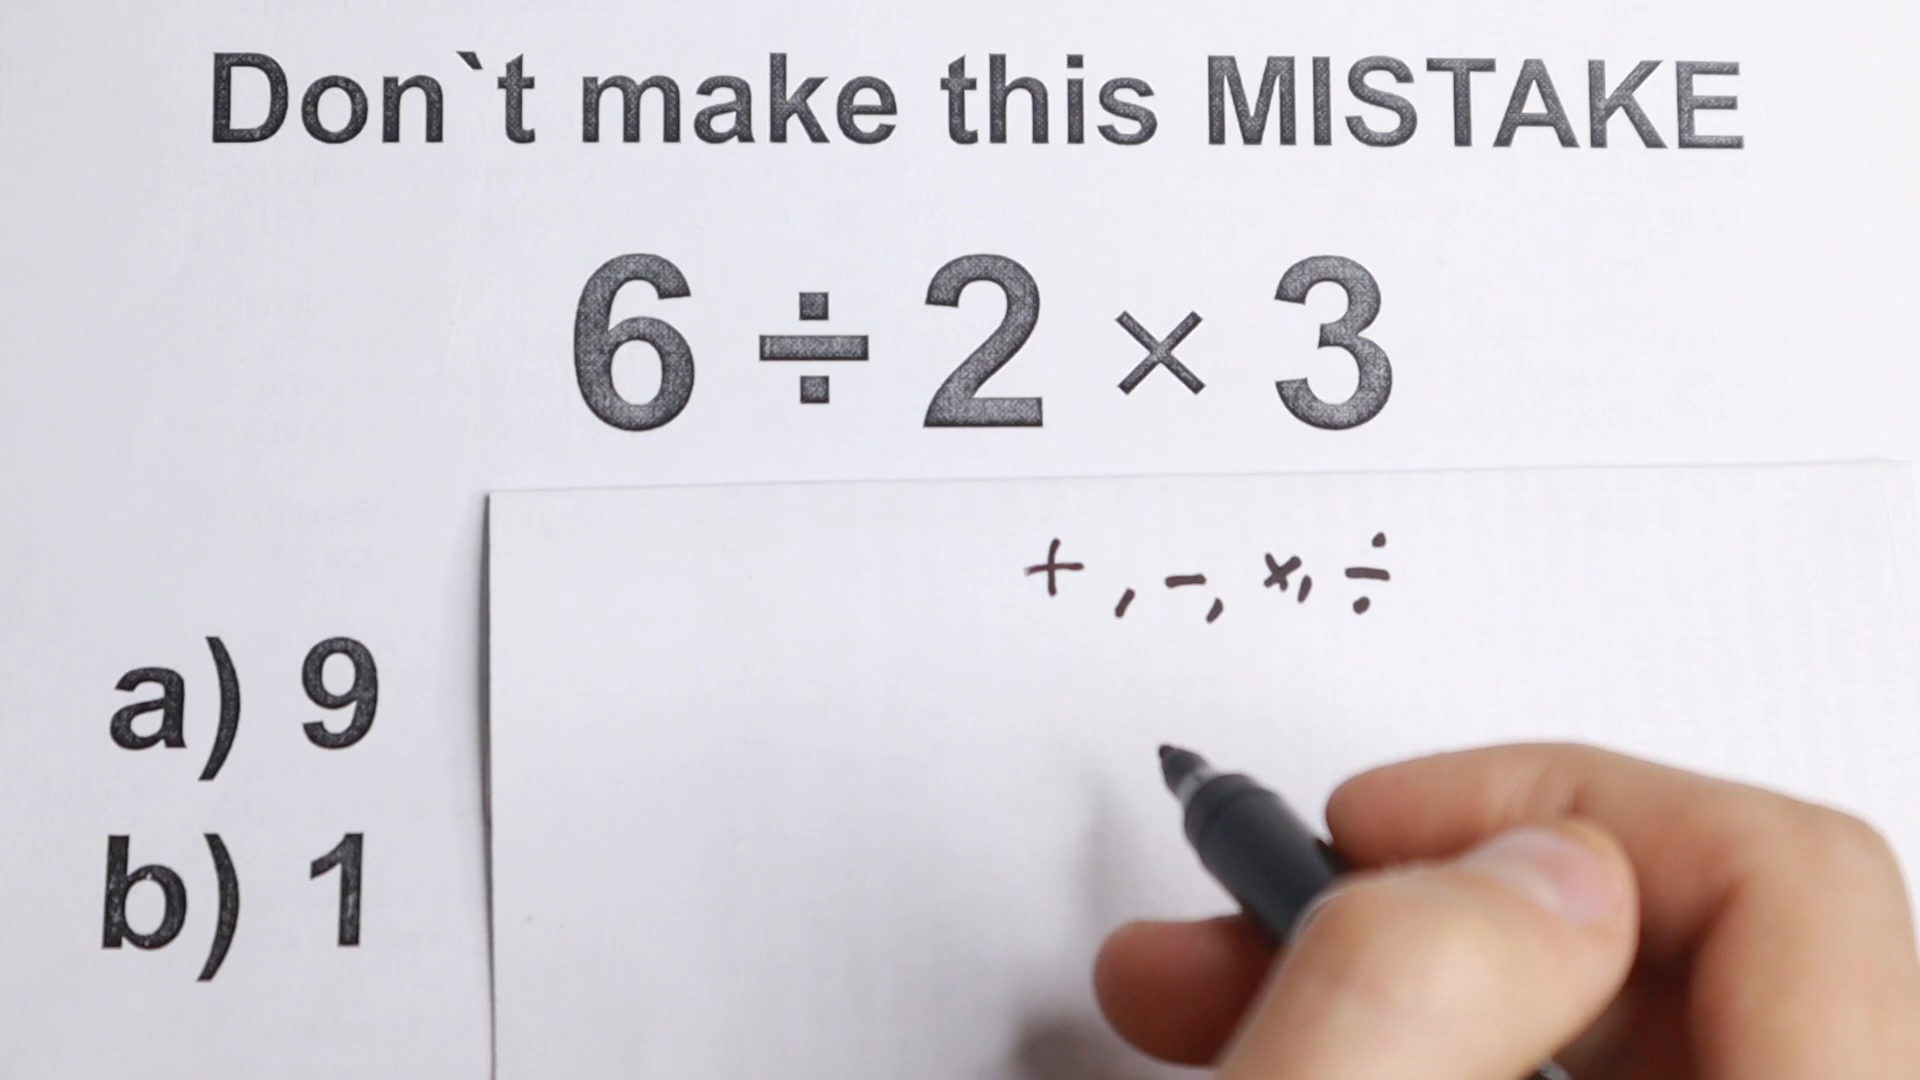 Don`t make this MISTAKE
6 ÷ 2 × 3
+ , -, ×, ÷
a) 9
b) 1